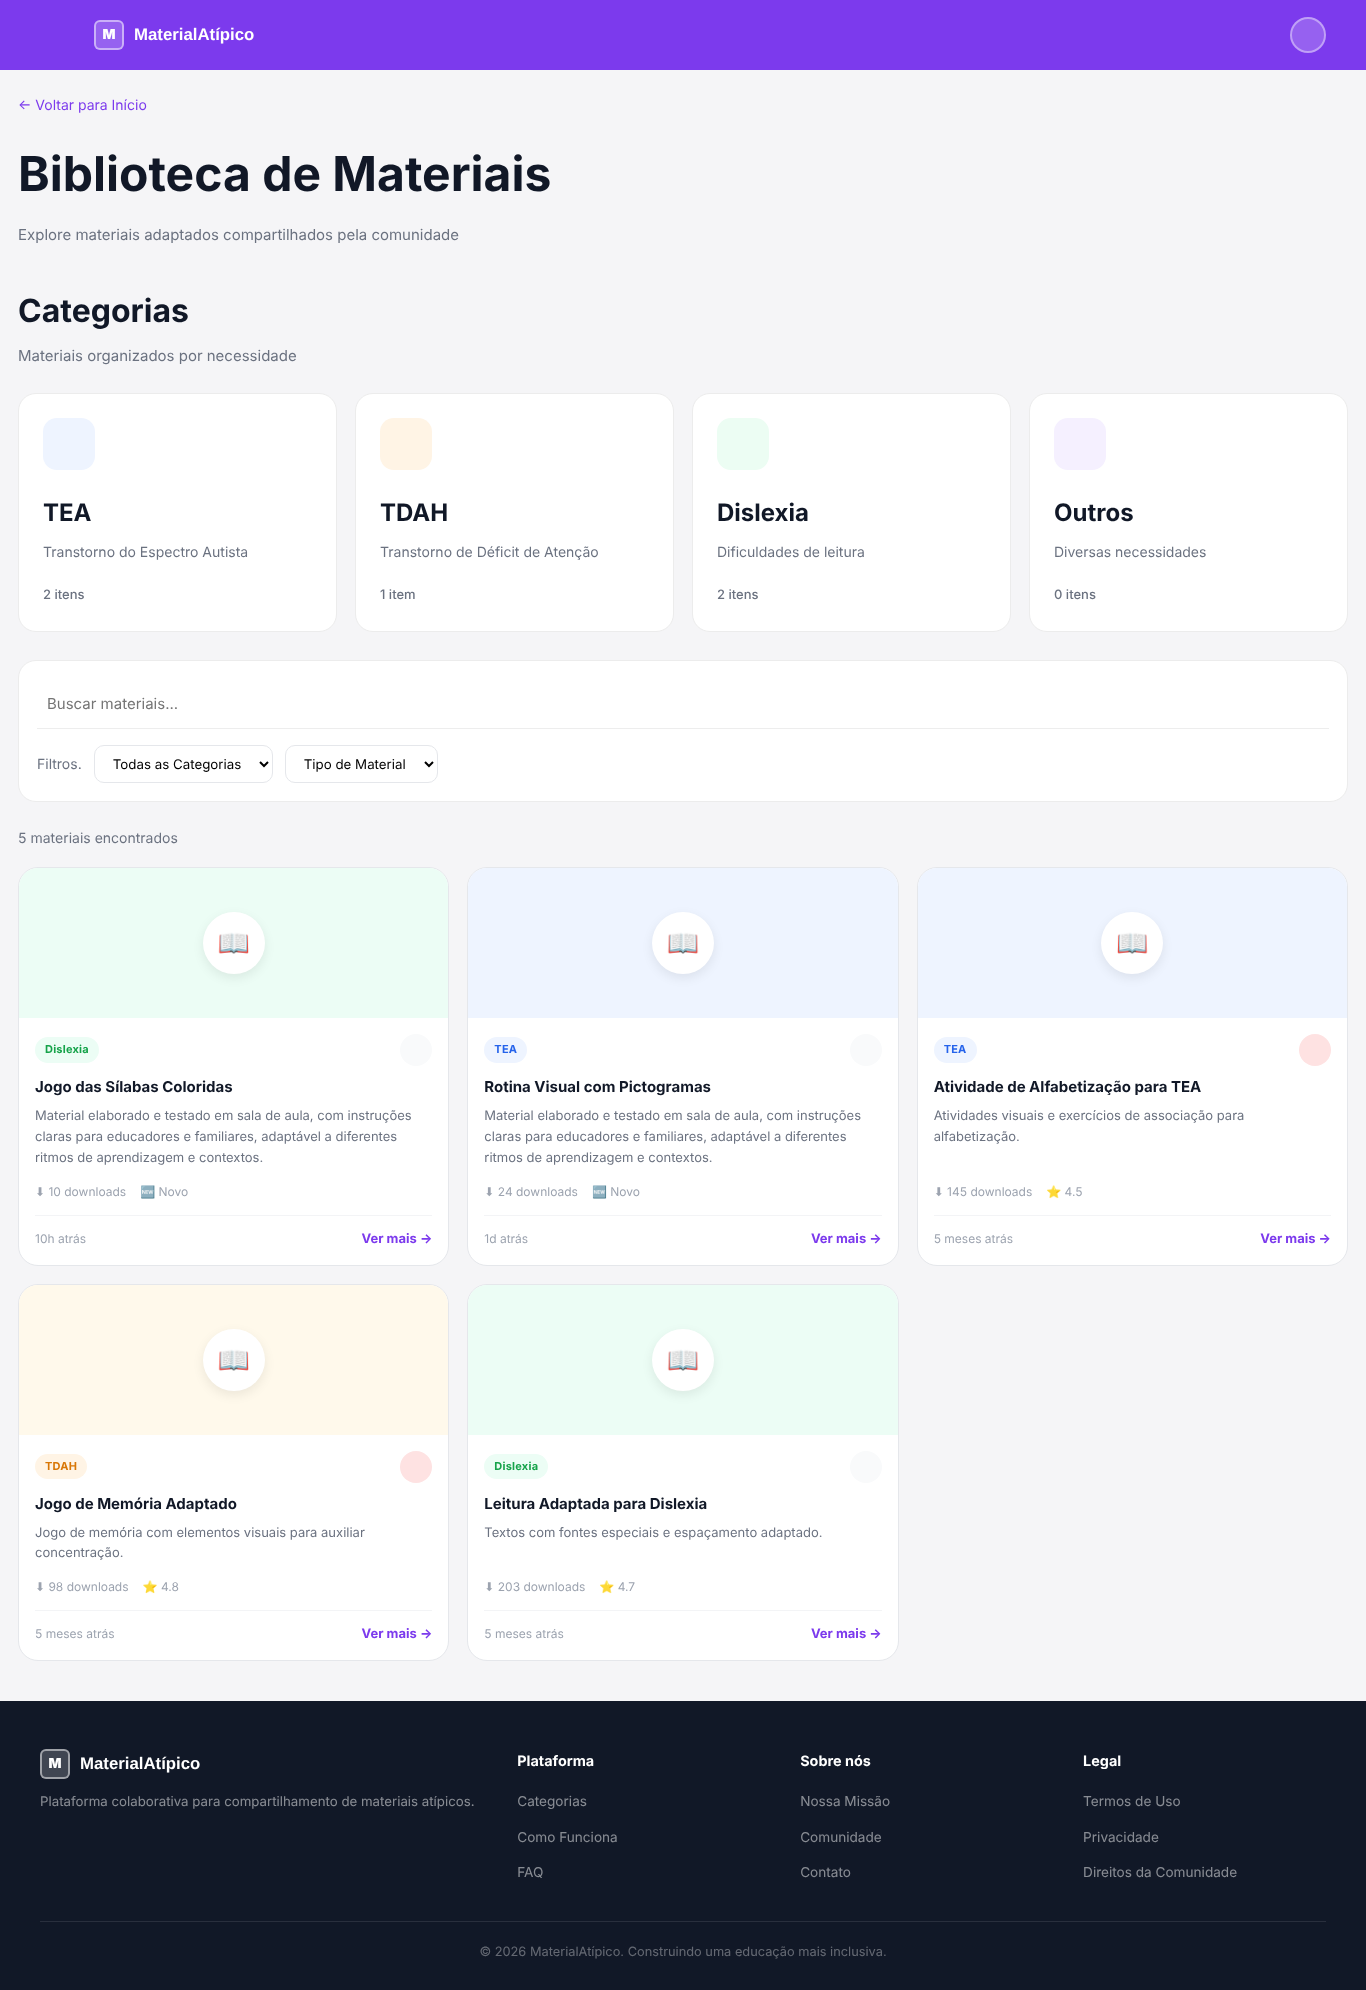 M MaterialAtípico
← Voltar para Início
Biblioteca de Materiais
Explore materiais adaptados compartilhados pela comunidade
Categorias
Materiais organizados por necessidade
TEA
Transtorno do Espectro Autista
2 itens
TDAH
Transtorno de Déficit de Atenção
1 item
Dislexia
Dificuldades de leitura
2 itens
Outros
Diversas necessidades
0 itens
Buscar materiais...
Filtros.
Todas as Categorias
Tipo de Material
5 materiais encontrados
Dislexia
Jogo das Sílabas Coloridas
Material elaborado e testado em sala de aula, com instruções
claras para educadores e familiares, adaptável a diferentes
ritmos de aprendizagem e contextos.
⬇ 10 downloads 🆕 Novo
10h atrás
Ver mais →
TEA
Rotina Visual com Pictogramas
Material elaborado e testado em sala de aula, com instruções
claras para educadores e familiares, adaptável a diferentes
ritmos de aprendizagem e contextos.
⬇ 24 downloads 🆕 Novo
1d atrás
Ver mais →
TEA
Atividade de Alfabetização para TEA
Atividades visuais e exercícios de associação para
alfabetização.
⬇ 145 downloads ⭐ 4.5
5 meses atrás
Ver mais →
TDAH
Jogo de Memória Adaptado
Jogo de memória com elementos visuais para auxiliar
concentração.
⬇ 98 downloads ⭐ 4.8
5 meses atrás
Ver mais →
Dislexia
Leitura Adaptada para Dislexia
Textos com fontes especiais e espaçamento adaptado.
⬇ 203 downloads ⭐ 4.7
5 meses atrás
Ver mais →
M MaterialAtípico
Plataforma colaborativa para compartilhamento de materiais atípicos.
Plataforma
Categorias
Como Funciona
FAQ
Sobre nós
Nossa Missão
Comunidade
Contato
Legal
Termos de Uso
Privacidade
Direitos da Comunidade
© 2026 MaterialAtípico. Construindo uma educação mais inclusiva.